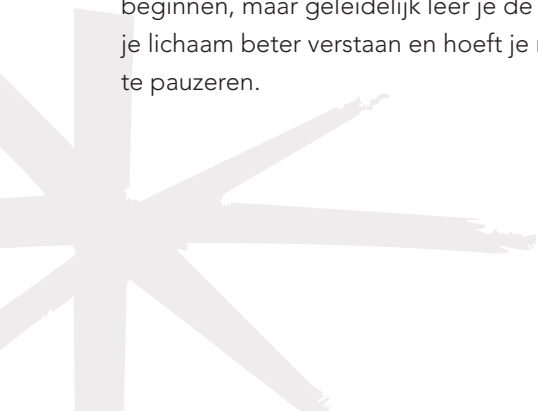 beginnen, maar geleidelijk leer je de
je lichaam beter verstaan en hoeft je
te pauzeren.